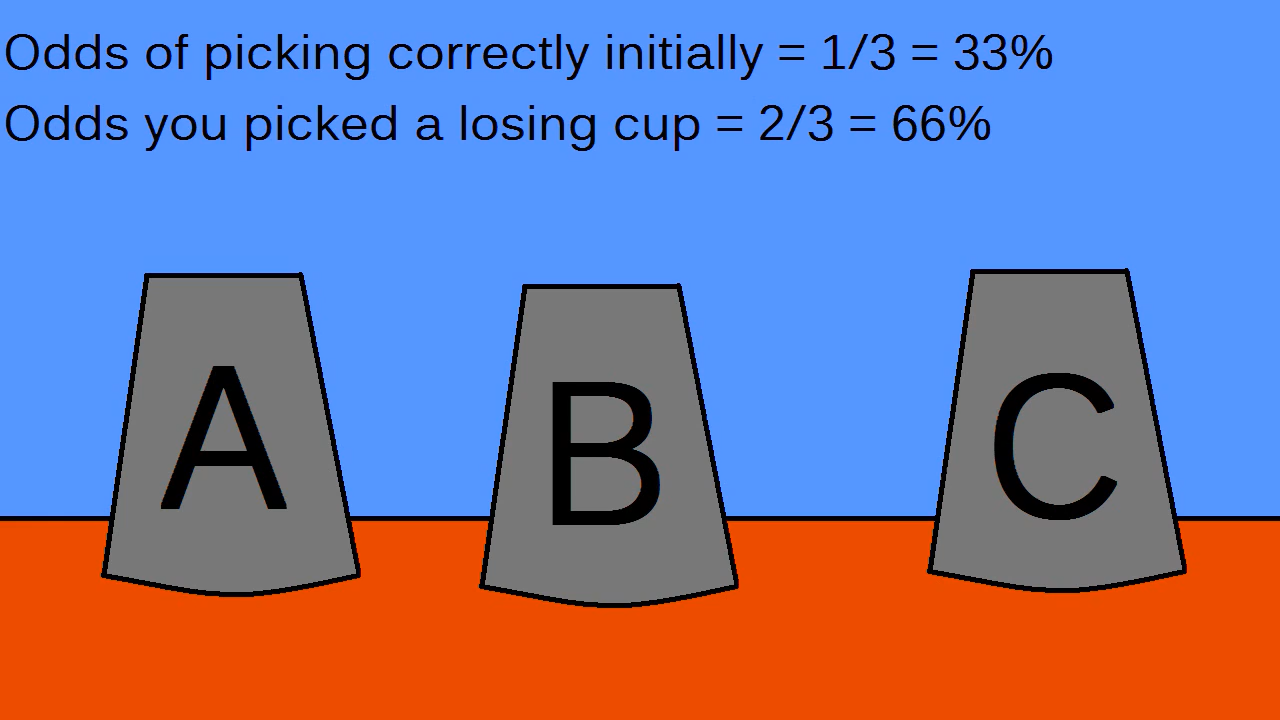 Odds of picking correctly initially = 1/3 = 33%
Odds you picked a losing cup = 2/3 = 66%
A B C